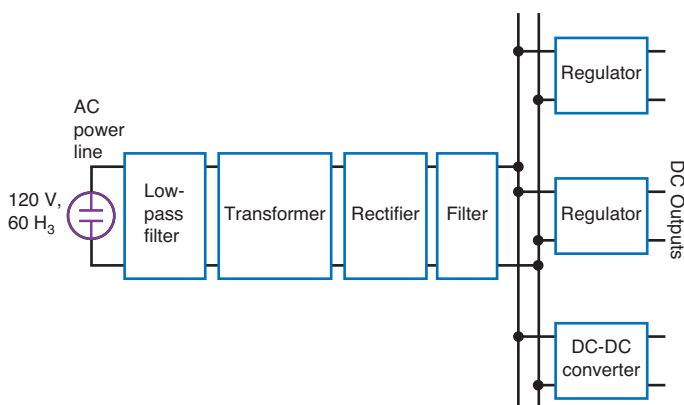 AC
power
line
120 V,
60 H₃
Low-
pass
filter
Transformer
Rectifier
Filter
Regulator
Regulator
DC-DC
converter
DC Outputs